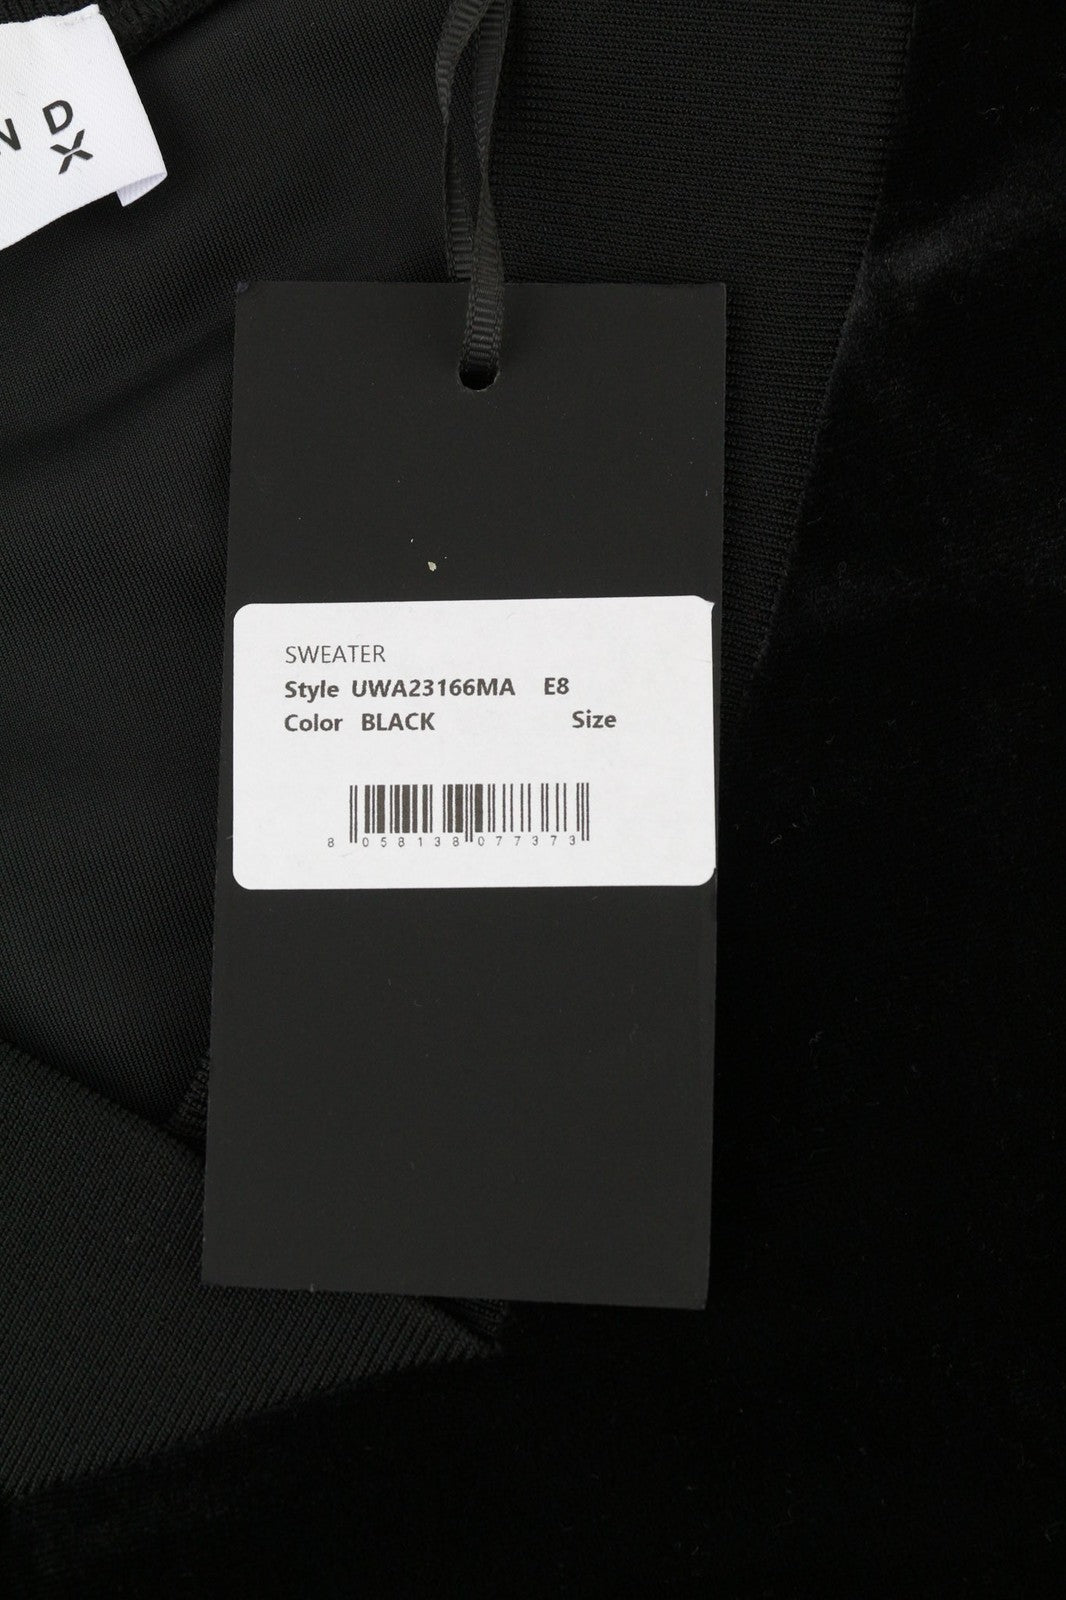 N D
X
SWEATER
Style UWA23166MA E8
Color BLACK Size
8 058138 077373